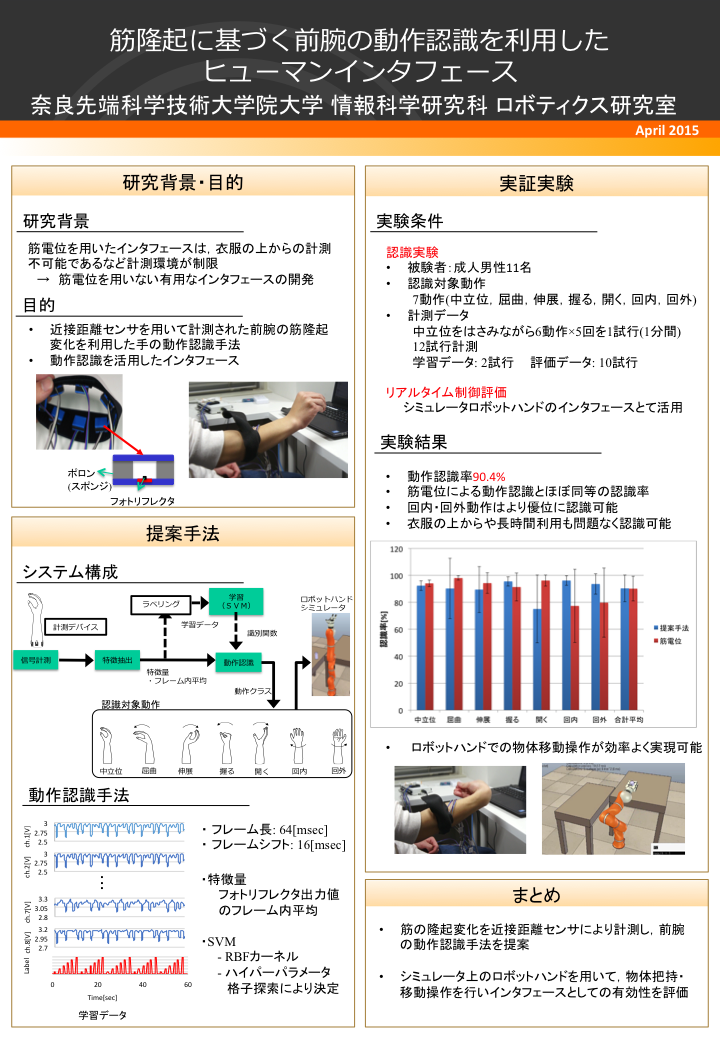 筋隆起に基づく前腕の動作認識を利用した
ヒューマンインタフェース
奈良先端科学技術大学院大学 情報科学研究科 ロボティクス研究室
April 2015
研究背景・目的
研究背景
筋電位を用いたインタフェースは，衣服の上からの計測
不可能であるなど計測環境が制限
→ 筋電位を用いない有用なインタフェースの開発
目的
• 近接距離センサを用いて計測された前腕の筋隆起
変化を利用した手の動作認識手法
• 動作認識を活用したインタフェース
ポロン
(スポンジ)
フォトリフレクタ
提案手法
システム構成
計測デバイス
ラベリング
学習
(ＳＶＭ)
ロボットハンド
シミュレータ
学習データ
識別関数
信号計測
特徴抽出
動作認識
特徴量
・フレーム内平均
動作クラス
認識対象動作
中立位
屈曲
伸展
握る
開く
回内
回外
動作認識手法
ch.1[V]
3
2.75
2.5
ch.2[V]
3
2.75
2.5
⋮
ch.7[V]
3.3
3.05
2.8
ch.8[V]
3.2
2.95
2.7
Label
0 20 40 60
Time[sec]
学習データ
・フレーム長: 64[msec]
・フレームシフト: 16[msec]
・特徴量
フォトリフレクタ出力値
のフレーム内平均
・SVM
- RBFカーネル
- ハイパーパラメータ
格子探索により決定
実証実験
実験条件
認識実験
• 被験者：成人男性11名
• 認識対象動作
7動作(中立位，屈曲，伸展，握る，開く，回内，回外)
• 計測データ
中立位をはさみながら6動作×5回を1試行(1分間)
12試行計測
学習データ: 2試行 評価データ: 10試行
リアルタイム制御評価
シミュレータロボットハンドのインタフェースとて活用
実験結果
• 動作認識率90.4%
• 筋電位による動作認識とほぼ同等の認識率
• 回内・回外動作はより優位に認識可能
• 衣服の上からや長時間利用も問題なく認識可能
120
100
80
60
40
20
0
認識率[%]
中立位 屈曲 伸展 握る 開く 回内 回外 合計平均
提案手法
筋電位
• ロボットハンドでの物体移動操作が効率よく実現可能
まとめ
• 筋の隆起変化を近接距離センサにより計測し，前腕
の動作認識手法を提案
• シミュレータ上のロボットハンドを用いて，物体把持・
移動操作を行いインタフェースとしての有効性を評価